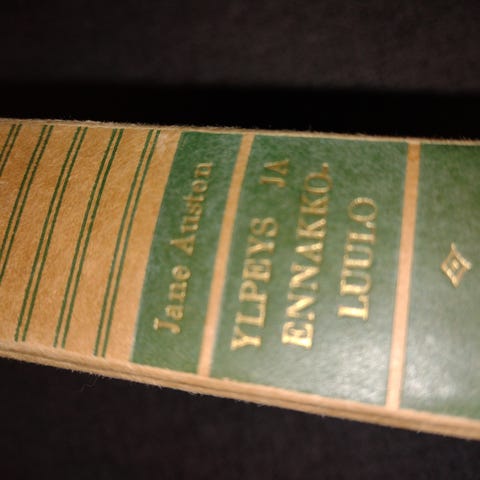 Jane Austen
YLPEYS JA
ENNAKKO.
LUULO